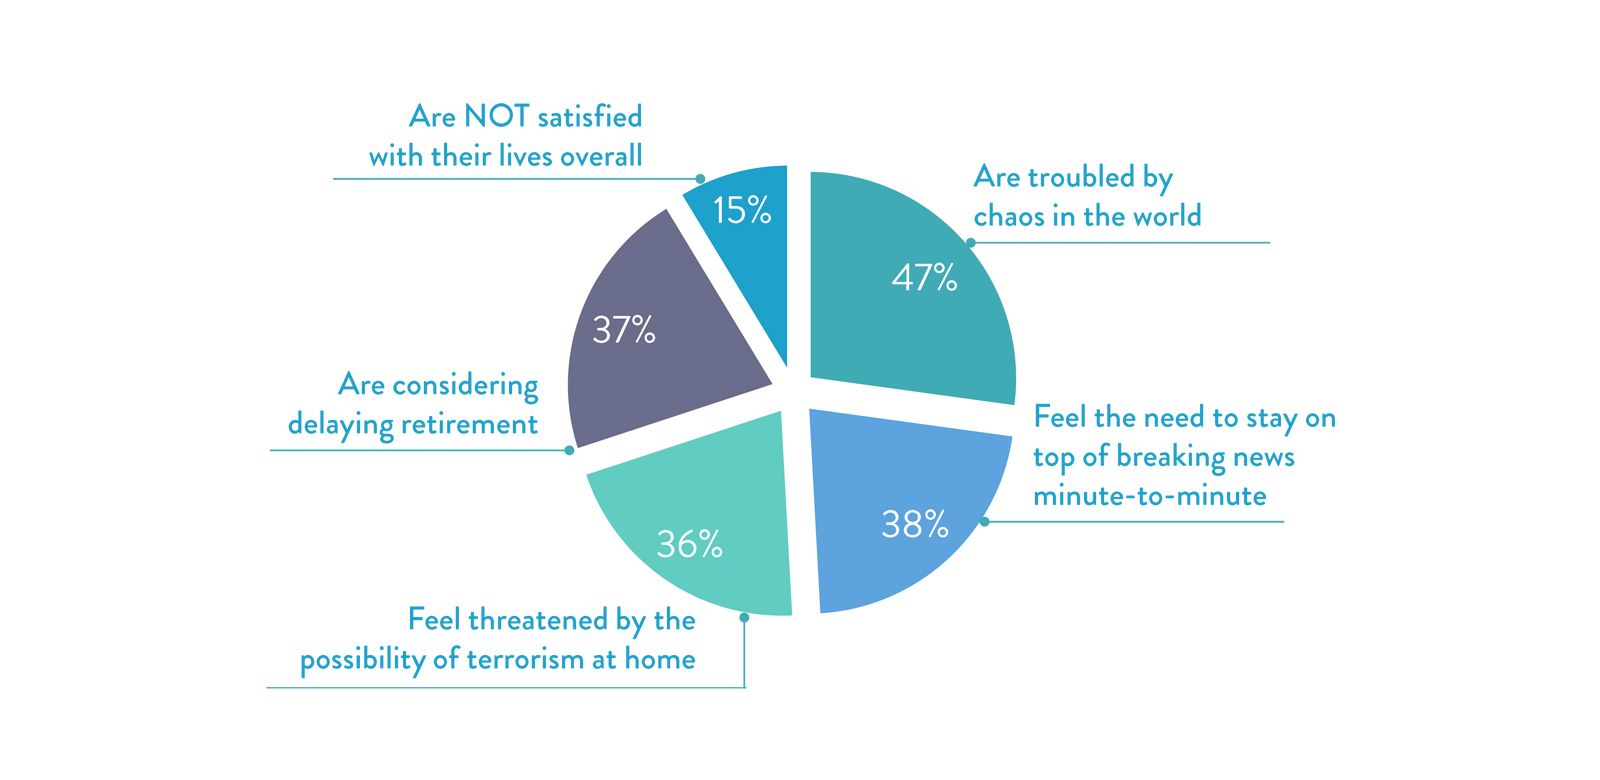 Are NOT satisfied
with their lives overall
15%
Are troubled by
chaos in the world
47%
37%
Are considering
delaying retirement
Feel the need to stay on
top of breaking news
minute-to-minute
38%
36%
Feel threatened by the
possibility of terrorism at home